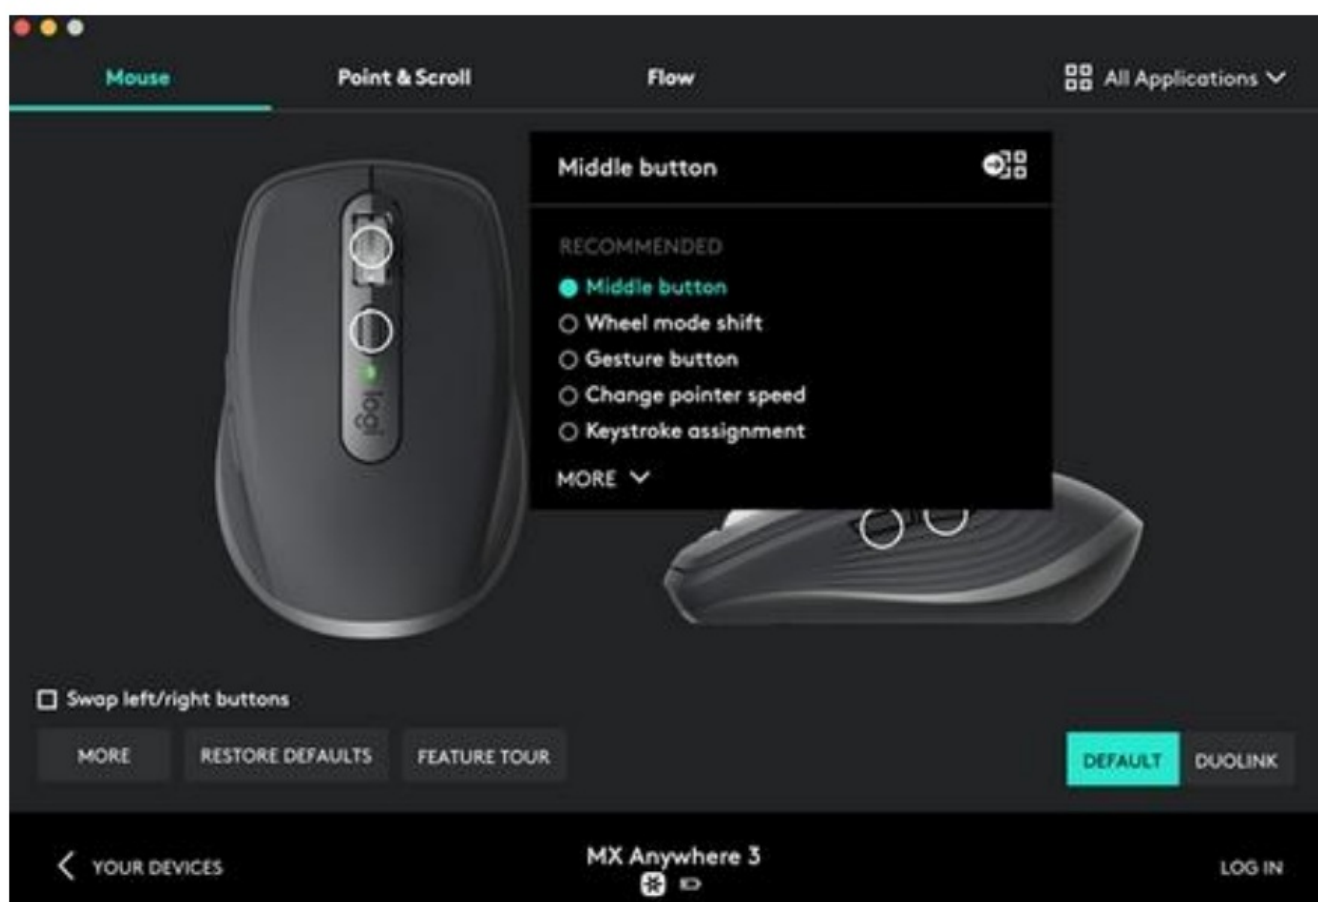 Mouse
Point & Scroll
Flow
All Applications
Middle button
RECOMMENDED
Middle button
Wheel mode shift
Gesture button
Change pointer speed
Keystroke assignment
MORE
logi
Swap left/right buttons
MORE
RESTORE DEFAULTS
FEATURE TOUR
DEFAULT
DUOLINK
YOUR DEVICES
MX Anywhere 3
LOG IN